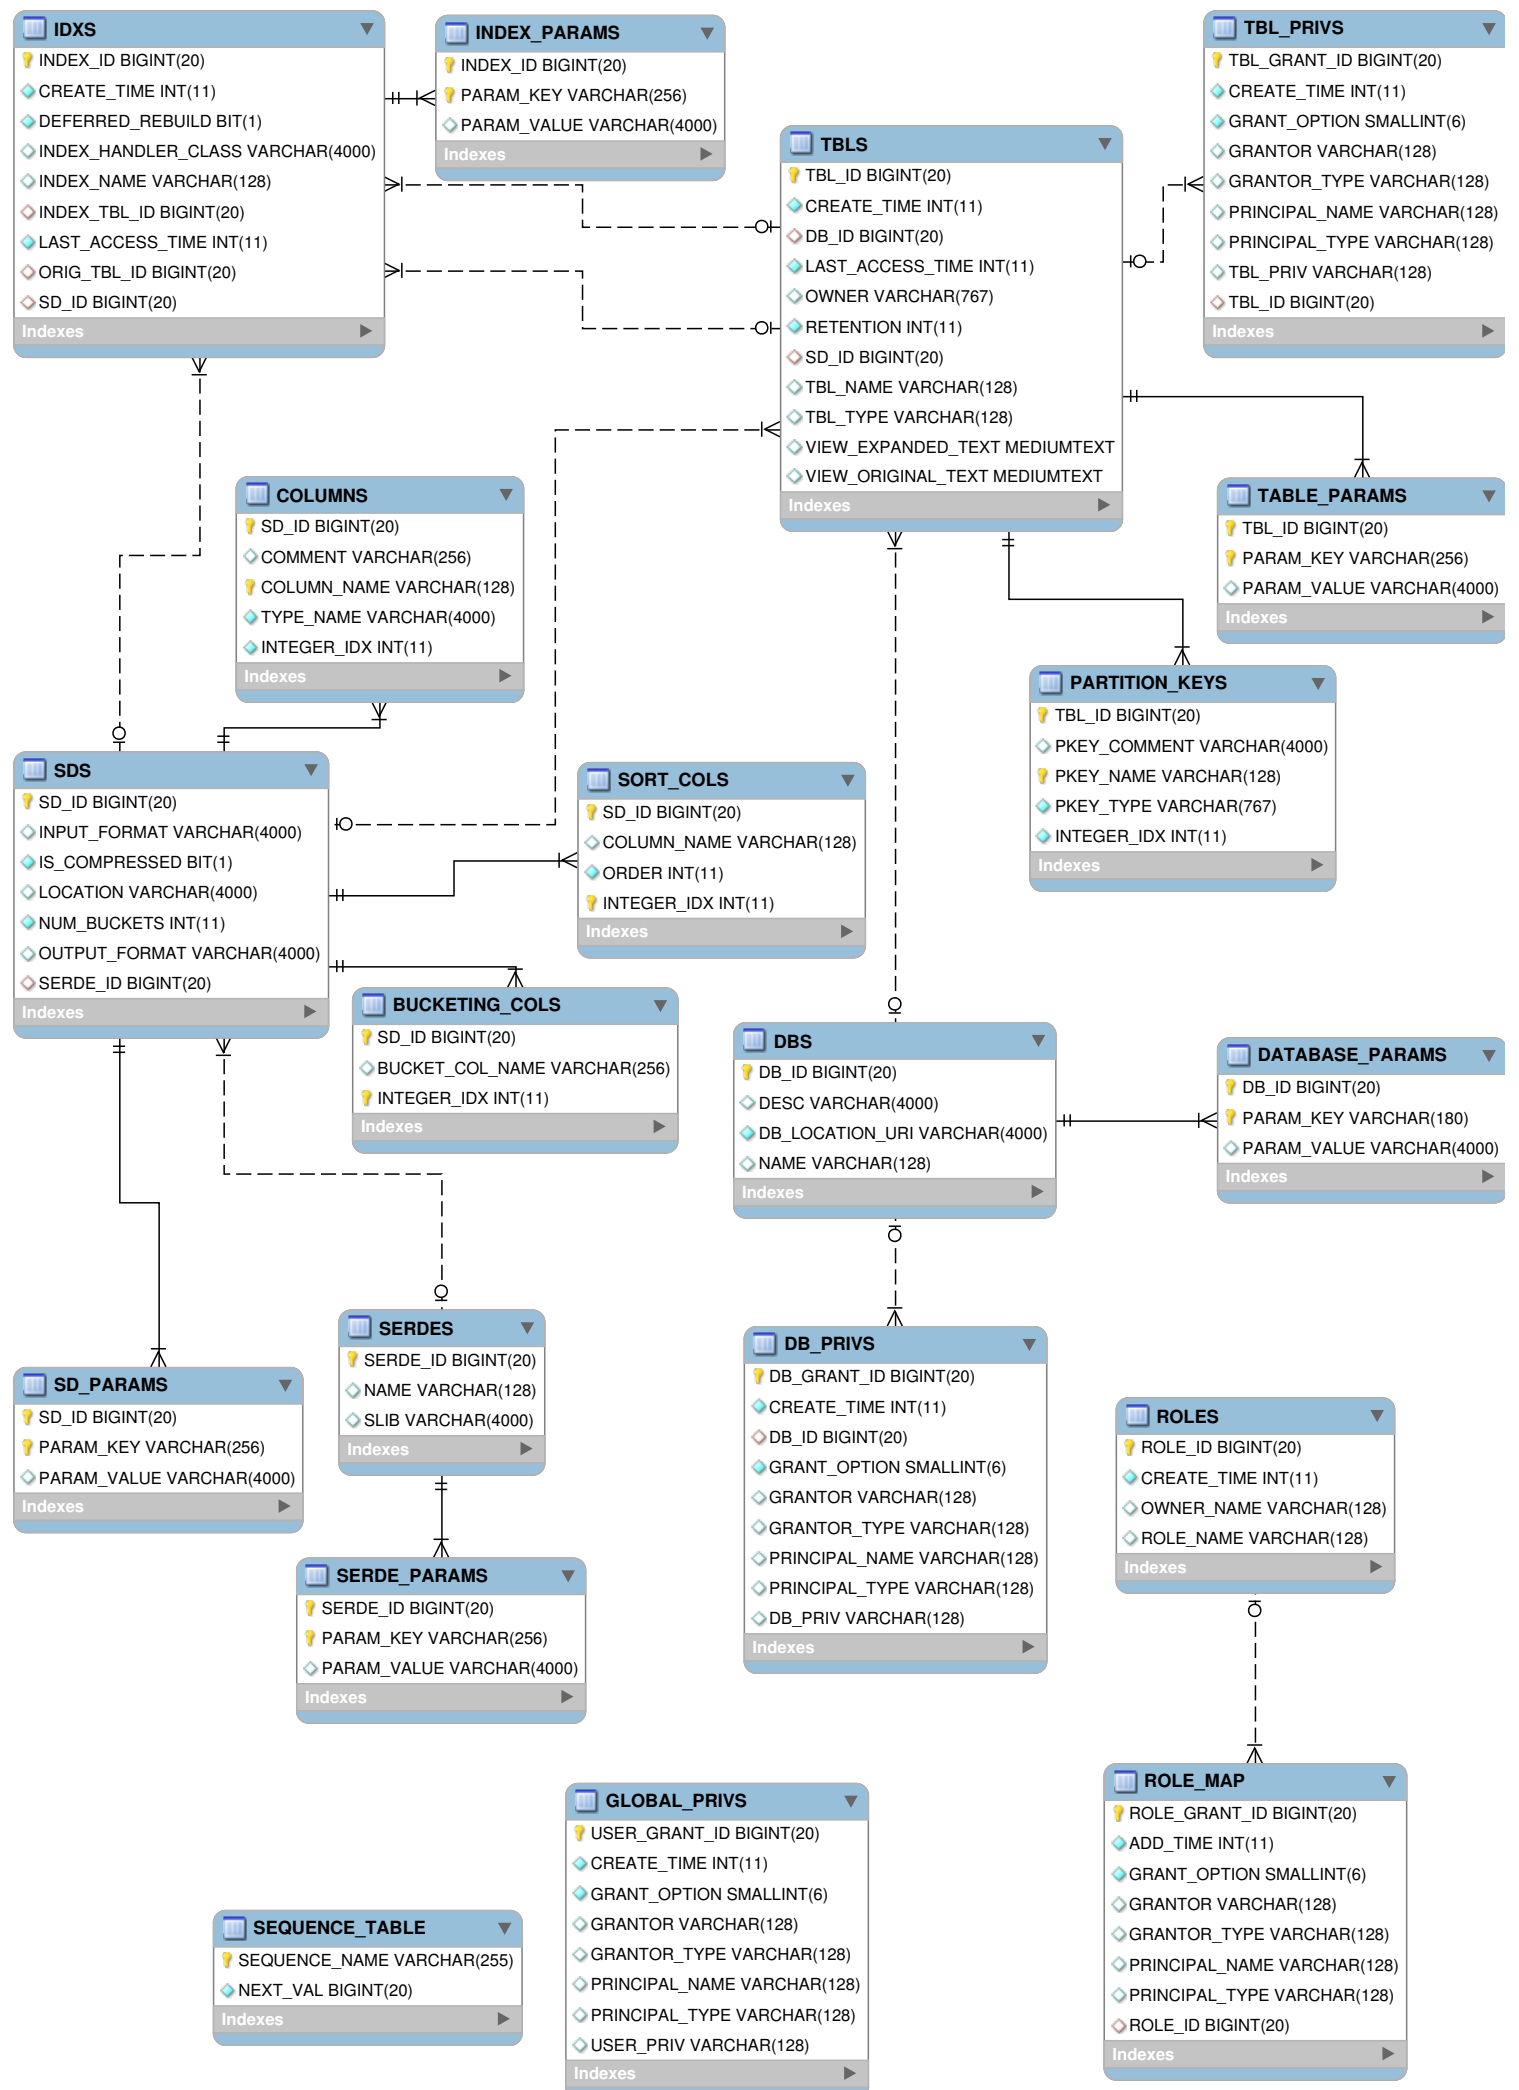 IDXS
INDEX_ID BIGINT(20)
CREATE_TIME INT(11)
DEFERRED_REBUILD BIT(1)
INDEX_HANDLER_CLASS VARCHAR(4000)
INDEX_NAME VARCHAR(128)
INDEX_TBL_ID BIGINT(20)
LAST_ACCESS_TIME INT(11)
ORIG_TBL_ID BIGINT(20)
SD_ID BIGINT(20)
Indexes
INDEX_PARAMS
INDEX_ID BIGINT(20)
PARAM_KEY VARCHAR(256)
PARAM_VALUE VARCHAR(4000)
Indexes
TBLS
TBL_ID BIGINT(20)
CREATE_TIME INT(11)
DB_ID BIGINT(20)
LAST_ACCESS_TIME INT(11)
OWNER VARCHAR(767)
RETENTION INT(11)
SD_ID BIGINT(20)
TBL_NAME VARCHAR(128)
TBL_TYPE VARCHAR(128)
VIEW_EXPANDED_TEXT MEDIUMTEXT
VIEW_ORIGINAL_TEXT MEDIUMTEXT
Indexes
TBL_PRIVS
TBL_GRANT_ID BIGINT(20)
CREATE_TIME INT(11)
GRANT_OPTION SMALLINT(6)
GRANTOR VARCHAR(128)
GRANTOR_TYPE VARCHAR(128)
PRINCIPAL_NAME VARCHAR(128)
PRINCIPAL_TYPE VARCHAR(128)
TBL_PRIV VARCHAR(128)
TBL_ID BIGINT(20)
Indexes
COLUMNS
SD_ID BIGINT(20)
COMMENT VARCHAR(256)
COLUMN_NAME VARCHAR(128)
TYPE_NAME VARCHAR(4000)
INTEGER_IDX INT(11)
Indexes
TABLE_PARAMS
TBL_ID BIGINT(20)
PARAM_KEY VARCHAR(256)
PARAM_VALUE VARCHAR(4000)
Indexes
PARTITION_KEYS
TBL_ID BIGINT(20)
PKEY_COMMENT VARCHAR(4000)
PKEY_NAME VARCHAR(128)
PKEY_TYPE VARCHAR(767)
INTEGER_IDX INT(11)
Indexes
SDS
SD_ID BIGINT(20)
INPUT_FORMAT VARCHAR(4000)
IS_COMPRESSED BIT(1)
LOCATION VARCHAR(4000)
NUM_BUCKETS INT(11)
OUTPUT_FORMAT VARCHAR(4000)
SERDE_ID BIGINT(20)
Indexes
SORT_COLS
SD_ID BIGINT(20)
COLUMN_NAME VARCHAR(128)
ORDER INT(11)
INTEGER_IDX INT(11)
Indexes
BUCKETING_COLS
SD_ID BIGINT(20)
BUCKET_COL_NAME VARCHAR(256)
INTEGER_IDX INT(11)
Indexes
DBS
DB_ID BIGINT(20)
DESC VARCHAR(4000)
DB_LOCATION_URI VARCHAR(4000)
NAME VARCHAR(128)
Indexes
DATABASE_PARAMS
DB_ID BIGINT(20)
PARAM_KEY VARCHAR(180)
PARAM_VALUE VARCHAR(4000)
Indexes
SD_PARAMS
SD_ID BIGINT(20)
PARAM_KEY VARCHAR(256)
PARAM_VALUE VARCHAR(4000)
Indexes
SERDES
SERDE_ID BIGINT(20)
NAME VARCHAR(128)
SLIB VARCHAR(4000)
Indexes
DB_PRIVS
DB_GRANT_ID BIGINT(20)
CREATE_TIME INT(11)
DB_ID BIGINT(20)
GRANT_OPTION SMALLINT(6)
GRANTOR VARCHAR(128)
GRANTOR_TYPE VARCHAR(128)
PRINCIPAL_NAME VARCHAR(128)
PRINCIPAL_TYPE VARCHAR(128)
DB_PRIV VARCHAR(128)
Indexes
ROLES
ROLE_ID BIGINT(20)
CREATE_TIME INT(11)
OWNER_NAME VARCHAR(128)
ROLE_NAME VARCHAR(128)
Indexes
SERDE_PARAMS
SERDE_ID BIGINT(20)
PARAM_KEY VARCHAR(256)
PARAM_VALUE VARCHAR(4000)
Indexes
SEQUENCE_TABLE
SEQUENCE_NAME VARCHAR(255)
NEXT_VAL BIGINT(20)
Indexes
GLOBAL_PRIVS
USER_GRANT_ID BIGINT(20)
CREATE_TIME INT(11)
GRANT_OPTION SMALLINT(6)
GRANTOR VARCHAR(128)
GRANTOR_TYPE VARCHAR(128)
PRINCIPAL_NAME VARCHAR(128)
PRINCIPAL_TYPE VARCHAR(128)
USER_PRIV VARCHAR(128)
Indexes
ROLE_MAP
ROLE_GRANT_ID BIGINT(20)
ADD_TIME INT(11)
GRANT_OPTION SMALLINT(6)
GRANTOR VARCHAR(128)
GRANTOR_TYPE VARCHAR(128)
PRINCIPAL_NAME VARCHAR(128)
PRINCIPAL_TYPE VARCHAR(128)
ROLE_ID BIGINT(20)
Indexes